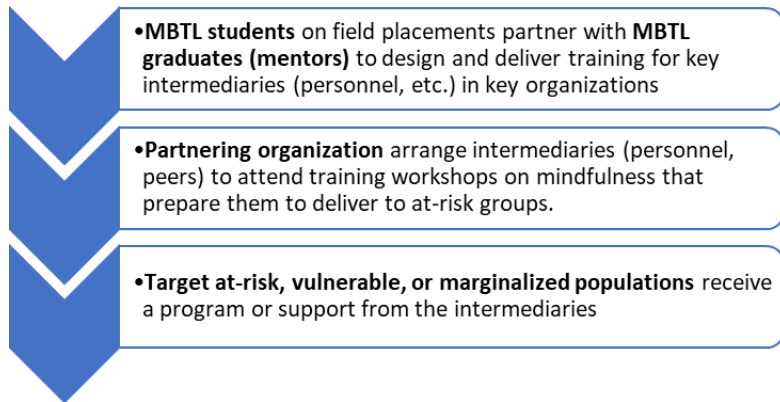 •MBTL students on field placements partner with MBTL
graduates (mentors) to design and deliver training for key
intermediaries (personnel, etc.) in key organizations
•Partnering organization arrange intermediaries (personnel,
peers) to attend training workshops on mindfulness that
prepare them to deliver to at-risk groups.
•Target at-risk, vulnerable, or marginalized populations receive
a program or support from the intermediaries